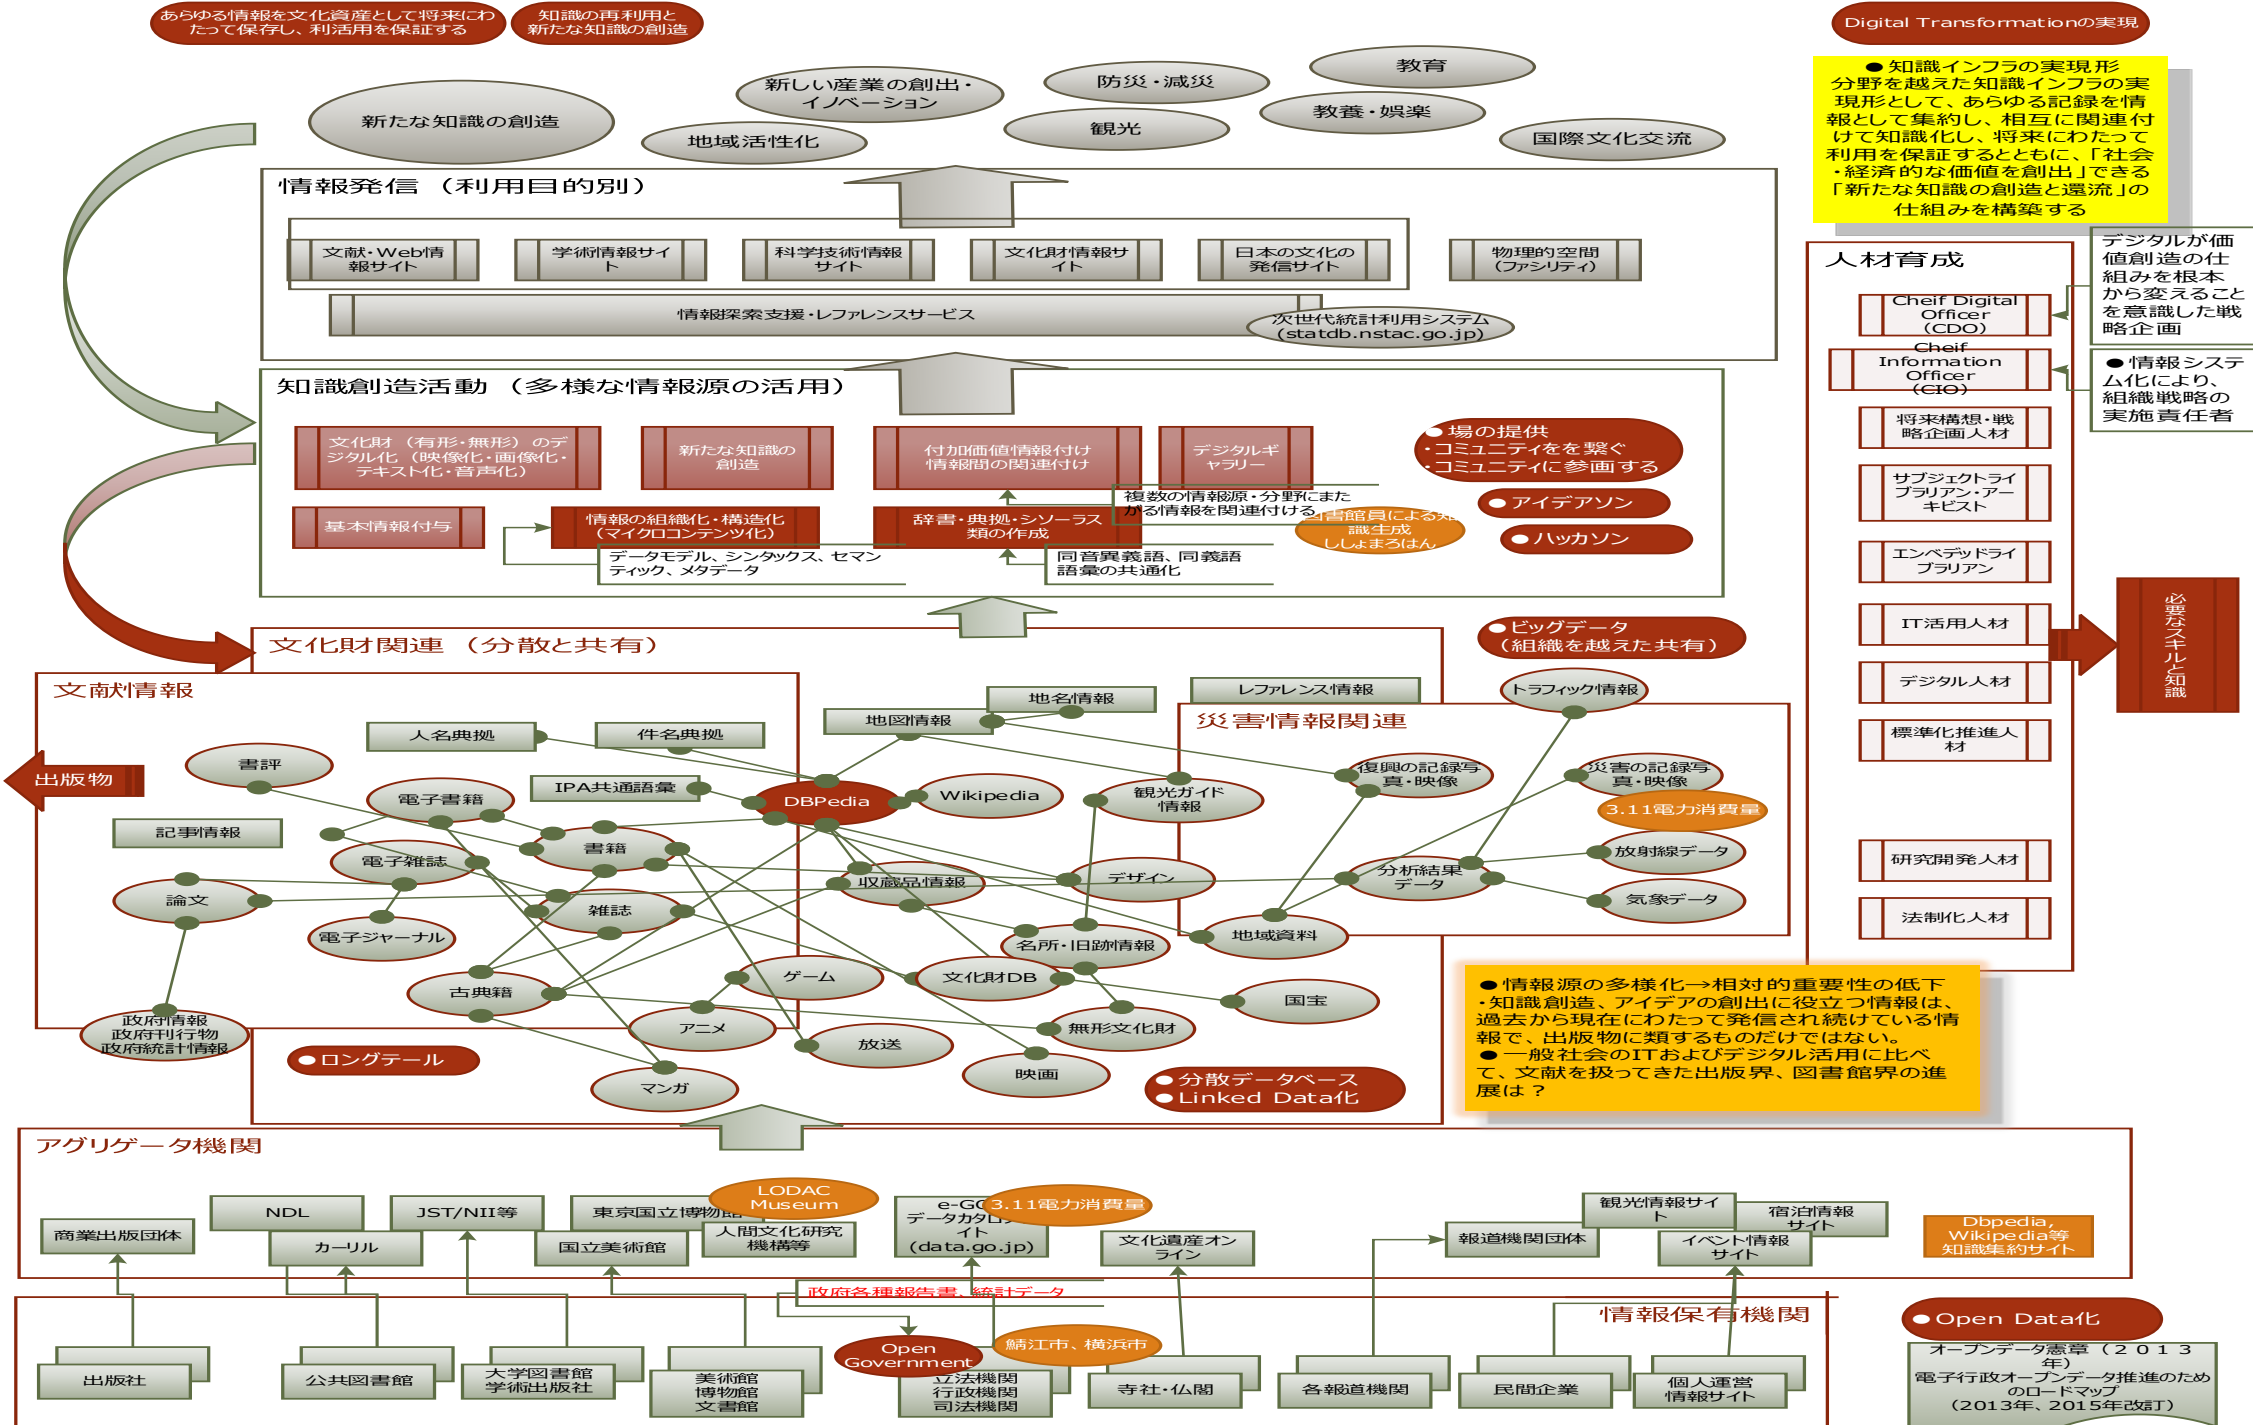 あらゆる情報を文化資産として将来にわ
たって保存し、利活用を保証する
知識の再利用と
新たな知識の創造
Digital Transformationの実現
新たな知識の創造
新しい産業の創出・
イノベーション
地域活性化
防災・減災
観光
教育
教養・娯楽
国際文化交流
●知識インフラの実現形
分野を越えた知識インフラの実
現形として、あらゆる記録を情
報として集約し、相互に関連付
けて知識化し、将来にわたって
利用を保証するとともに、「社会
・経済的な価値を創出」できる
「新たな知識の創造と還流」の
仕組みを構築する
情報発信（利用目的別）
文献・Web情
報サイト
学術情報サイ
ト
科学技術情報
サイト
文化財情報サ
イト
日本の文化の
発信サイト
物理的空間
（ファシリティ）
情報探索支援・レファレンスサービス
次世代統計利用システム
(statdb.nstac.go.jp)
人材育成
Cheif Digital
Officer
(CDO)
Cheif
Information
Officer
(CIO)
将来構想・戦
略企画人材
サブジェクトライ
ブラリアン・アー
キビスト
エンベデッドライ
ブラリアン
IT活用人材
デジタル人材
標準化推進人
材
研究開発人材
法制化人材
デジタルが価
値創造の仕
組みを根本
から変えること
を意識した戦
略企画
●情報システ
ム化により、
組織戦略の
実施責任者
必要なスキルと知識
知識創造活動（多様な情報源の活用）
文化財（有形・無形）のデ
ジタル化（映像化・画像化・
テキスト化・音声化）
新たな知識の
創造
付加価値情報付け
情報間の関連付け
デジタルギ
ャラリー
●場の提供
・コミュニティをを繋ぐ
・コミュニティに参画する
●アイデアソン
●ハッカソン
基本情報付与
情報の組織化・構造化
（マイクロコンテンツ化）
辞書・典拠・シソーラス
類の作成
複数の情報源・分野にまた
がる情報を関連付ける
図書館員による知
識生成
ししょまろはん
データモデル、シンタックス、セマン
ティック、メタデータ
同音異義語、同義語
語彙の共通化
文化財関連（分散と共有）
●ビッグデータ
（組織を越えた共有）
文献情報
出版物
人名典拠
件名典拠
地図情報
地名情報
レファレンス情報
トラフィック情報
災害情報関連
書評
電子書籍
IPA共通語彙
DBPedia
Wikipedia
観光ガイド
情報
復興の記録写
真・映像
災害の記録写
真・映像
3.11電力消費量
記事情報
電子雑誌
書籍
収蔵品情報
デザイン
分析結果
データ
放射線データ
気象データ
論文
電子ジャーナル
雑誌
名所・旧跡情報
地域資料
古典籍
ゲーム
文化財DB
国宝
政府情報
政府刊行物
政府統計情報
アニメ
放送
無形文化財
映画
マンガ
●ロングテール
●分散データベース
●Linked Data化
●情報源の多様化→相対的重要性の低下
・知識創造、アイデアの創出に役立つ情報は、
過去から現在にわたって発信され続けている情
報で、出版物に類するものだけではない。
●一般社会のITおよびデジタル活用に比べ
て、文献を扱ってきた出版界、図書館界の進
展は？
アグリゲータ機関
商業出版団体
NDL
カーリル
JST/NII等
東京国立博物館
国立美術館
LODAC
Museum
人間文化研究
機構等
データカタログ
イト
(data.go.jp)
3.11電力消費量
文化遺産オン
ライン
報道機関団体
観光情報サイ
ト
宿泊情報
サイト
イベント情報
サイト
Dbpedia,
Wikipedia等
知識集約サイト
政府各種報告書、統計データ
情報保有機関
出版社
公共図書館
大学図書館
学術出版社
美術館
博物館
文書館
Open
Government
鯖江市、横浜市
立法機関
行政機関
司法機関
寺社・仏閣
各報道機関
民間企業
個人運営
情報サイト
●Open Data化
オープンデータ憲章（２０１３
年）
電子行政オープンデータ推進のため
のロードマップ
（2013年、2015年改訂）